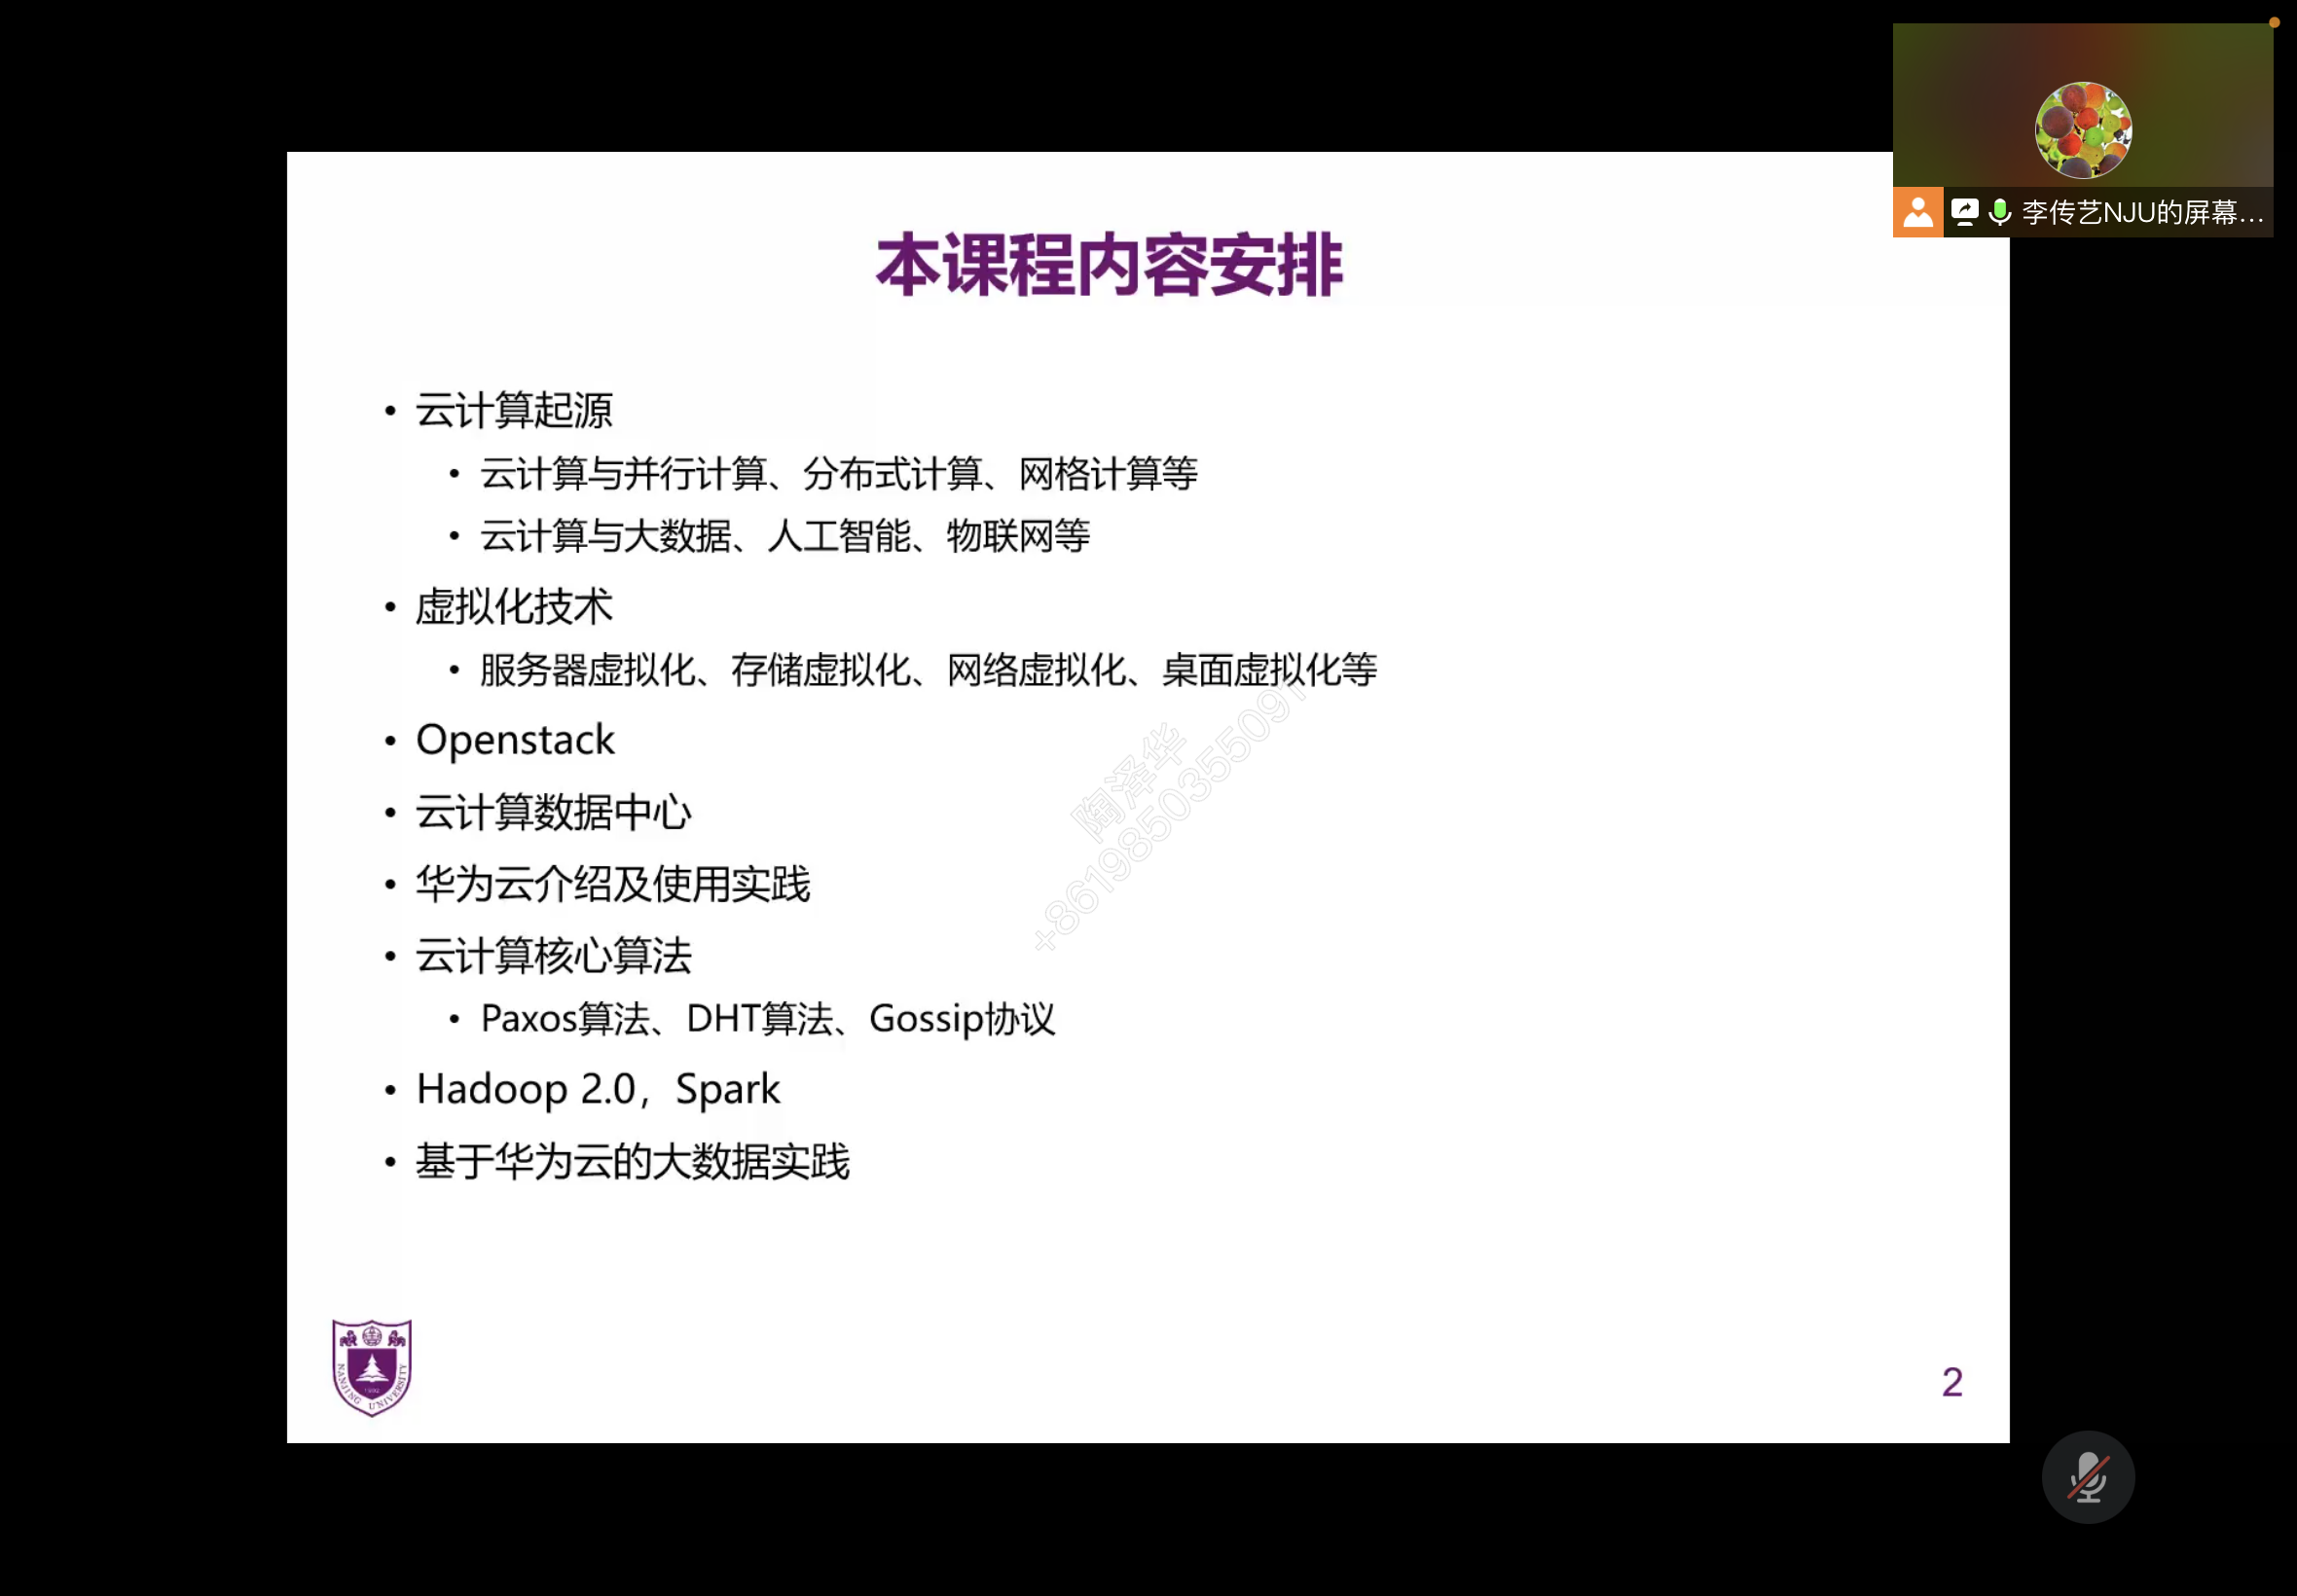 李传艺NJU的屏幕...
本课程内容安排
• 云计算起源
• 云计算与并行计算、分布式计算、网格计算等
• 云计算与大数据、人工智能、物联网等
• 虚拟化技术
• 服务器虚拟化、存储虚拟化、网络虚拟化、桌面虚拟化等
• Openstack
• 云计算数据中心
• 华为云介绍及使用实践
• 云计算核心算法
• Paxos算法、DHT算法、Gossip协议
• Hadoop 2.0，Spark
• 基于华为云的大数据实践
陶泽华
+8619850355091
NANJING UNIVERSITY
2